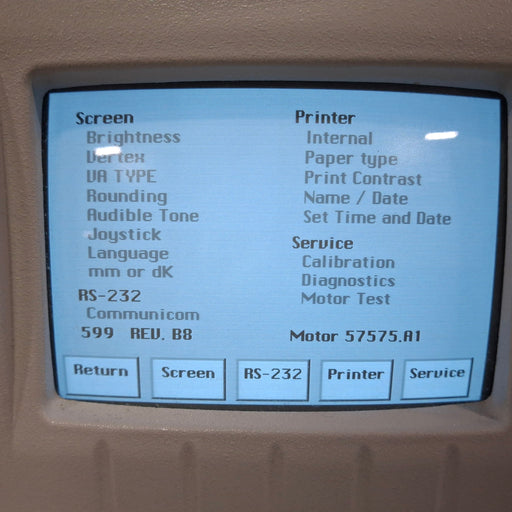 Screen
Brightness
Vertex
VA TYPE
Rounding
Audible Tone
Joystick
Language
mm or dK
RS-232
Communicom
599 REV. B8
Printer
Internal
Paper type
Print Contrast
Name / Date
Set Time and Date
Service
Calibration
Diagnostics
Motor Test
Motor 57575.A1
Return
Screen
RS-232
Printer
Service